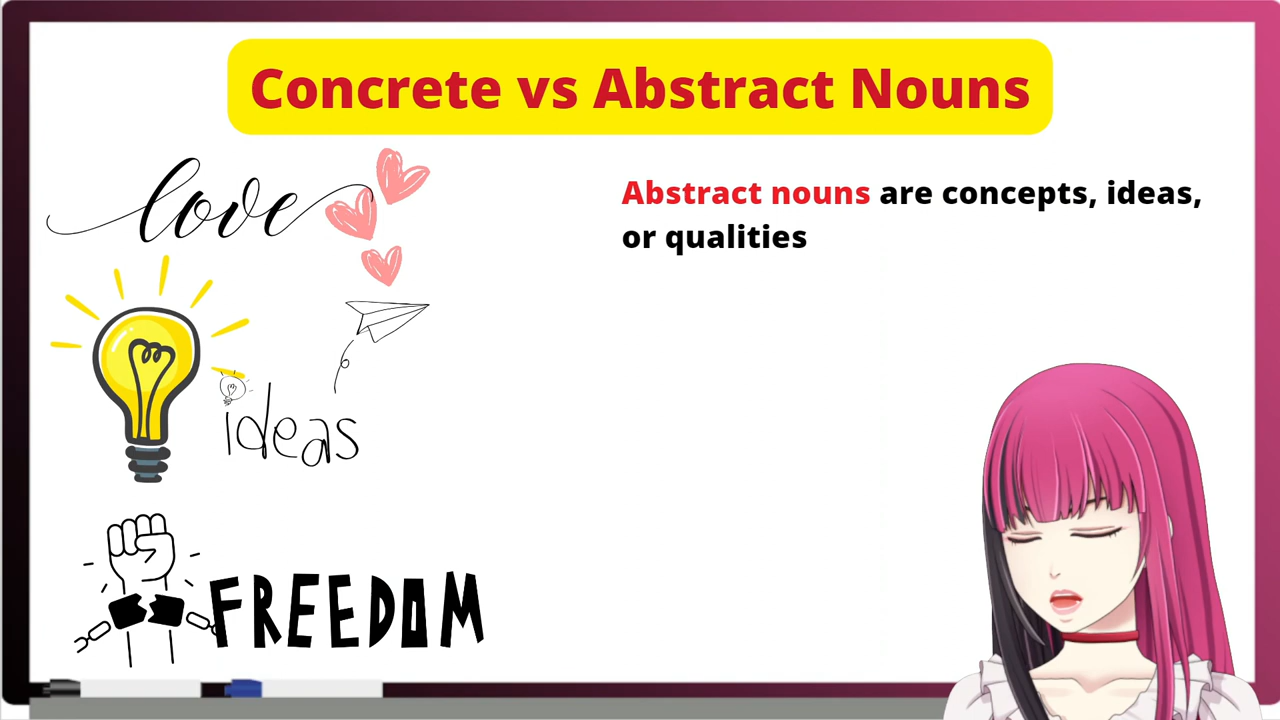 Concrete vs Abstract Nouns
love
Abstract nouns are concepts, ideas,
or qualities
ideas
FREEDOM